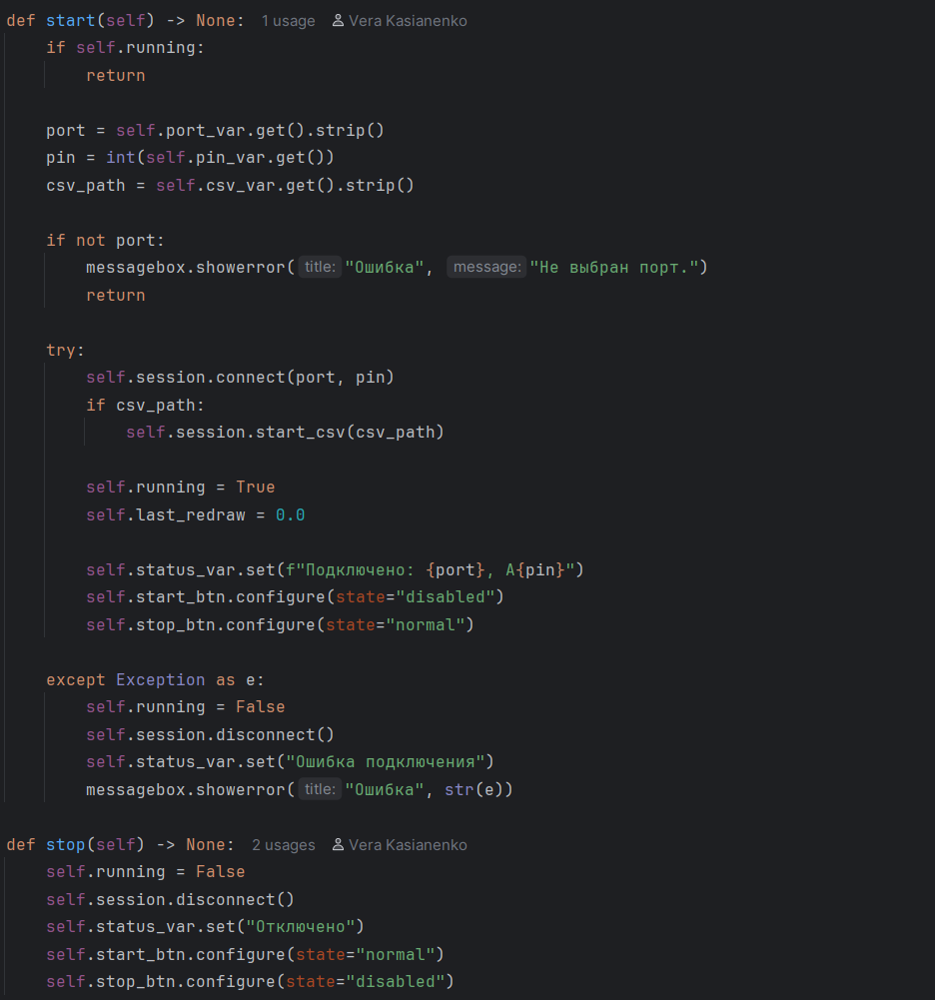 def start(self) -> None: 1 usage Vera Kasianenko
    if self.running:
        return

    port = self.port_var.get().strip()
    pin = int(self.pin_var.get())
    csv_path = self.csv_var.get().strip()

    if not port:
        messagebox.showerror( title: "Ошибка", message: "Не выбран порт.")
        return

    try:
        self.session.connect(port, pin)
        if csv_path:
            self.session.start_csv(csv_path)

        self.running = True
        self.last_redraw = 0.0

        self.status_var.set(f"Подключено: {port}, A{pin}")
        self.start_btn.configure(state="disabled")
        self.stop_btn.configure(state="normal")

    except Exception as e:
        self.running = False
        self.session.disconnect()
        self.status_var.set("Ошибка подключения")
        messagebox.showerror( title: "Ошибка", str(e))

def stop(self) -> None: 2 usages Vera Kasianenko
    self.running = False
    self.session.disconnect()
    self.status_var.set("Отключено")
    self.start_btn.configure(state="normal")
    self.stop_btn.configure(state="disabled")